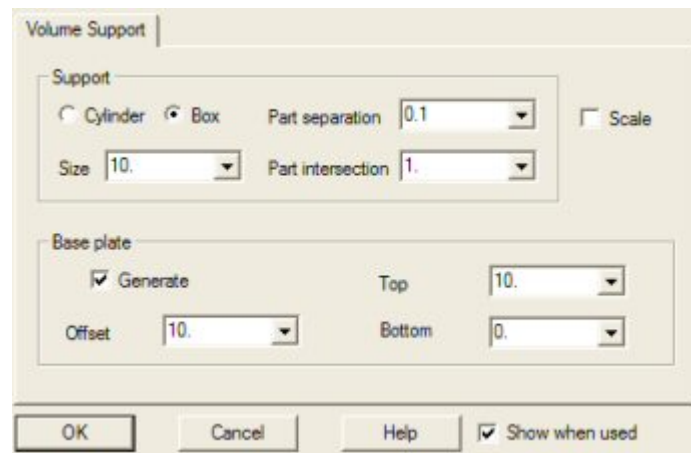 Volume Support
Support
Cylinder Box Part separation 0.1 Scale
Size 10. Part intersection 1.
Base plate
Generate Top 10.
Offset 10. Bottom 0.
OK Cancel Help Show when used